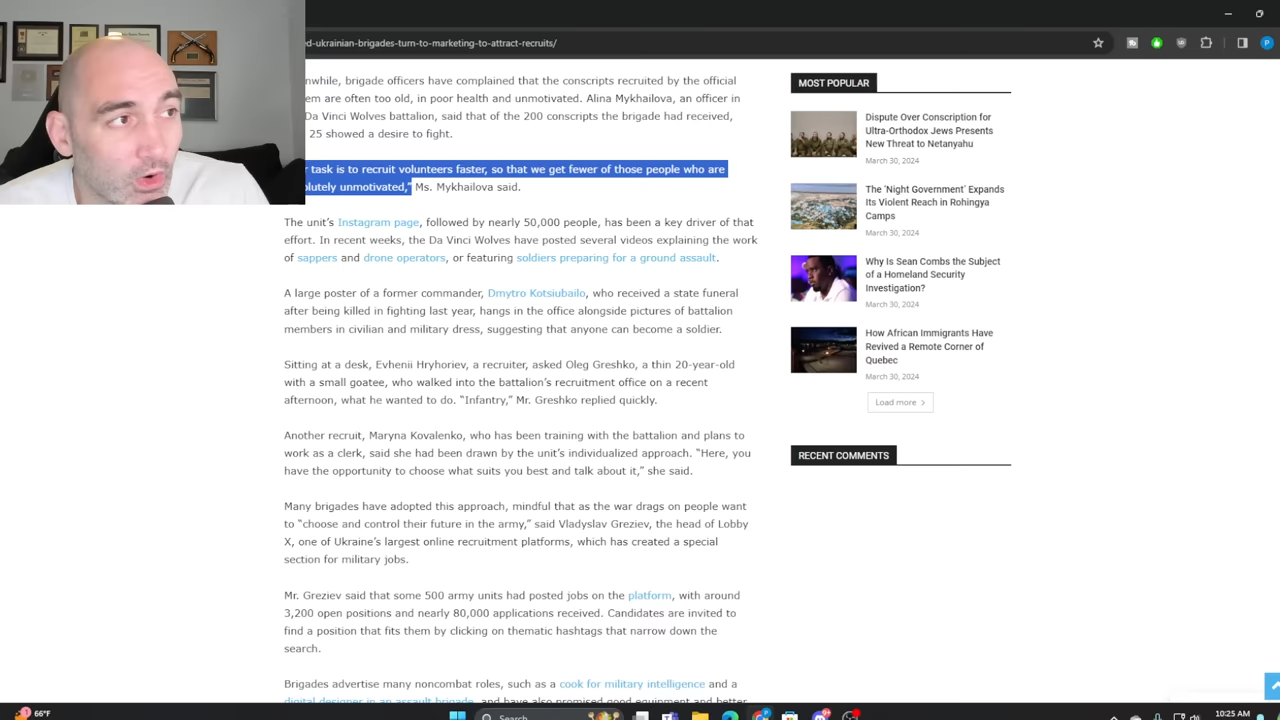 ed-ukrainian-brigades-turn-to-marketing-to-attract-recruits/
nwhile, brigade officers have complained that the conscripts recruited by the official
em are often too old, in poor health and unmotivated. Alina Mykhailova, an officer in
Da Vinci Wolves battalion, said that of the 200 conscripts the brigade had received,
25 showed a desire to fight.
task is to recruit volunteers faster, so that we get fewer of those people who are
olutely unmotivated,” Ms. Mykhailova said.
The unit’s Instagram page, followed by nearly 50,000 people, has been a key driver of that
effort. In recent weeks, the Da Vinci Wolves have posted several videos explaining the work
of sappers and drone operators, or featuring soldiers preparing for a ground assault.
A large poster of a former commander, Dmytro Kotsiubailo, who received a state funeral
after being killed in fighting last year, hangs in the office alongside pictures of battalion
members in civilian and military dress, suggesting that anyone can become a soldier.
Sitting at a desk, Evhenii Hryhoriev, a recruiter, asked Oleg Greshko, a thin 20-year-old
with a small goatee, who walked into the battalion’s recruitment office on a recent
afternoon, what he wanted to do. “Infantry,” Mr. Greshko replied quickly.
Another recruit, Maryna Kovalenko, who has been training with the battalion and plans to
work as a clerk, said she had been drawn by the unit’s individualized approach. “Here, you
have the opportunity to choose what suits you best and talk about it,” she said.
Many brigades have adopted this approach, mindful that as the war drags on people want
to “choose and control their future in the army,” said Vladyslav Greziev, the head of Lobby
X, one of Ukraine’s largest online recruitment platforms, which has created a special
section for military jobs.
Mr. Greziev said that some 500 army units had posted jobs on the platform, with around
3,200 open positions and nearly 80,000 applications received. Candidates are invited to
find a position that fits them by clicking on thematic hashtags that narrow down the
search.
Brigades advertise many noncombat roles, such as a cook for military intelligence and a
digital designer in an assault brigade, and have also promised good equipment and better
MOST POPULAR
Dispute Over Conscription for
Ultra-Orthodox Jews Presents
New Threat to Netanyahu
March 30, 2024
The ‘Night Government’ Expands
Its Violent Reach in Rohingya
Camps
March 30, 2024
Why Is Sean Combs the Subject
of a Homeland Security
Investigation?
March 30, 2024
How African Immigrants Have
Revived a Remote Corner of
Quebec
March 30, 2024
Load more
RECENT COMMENTS
66°F
Search
10:25 AM